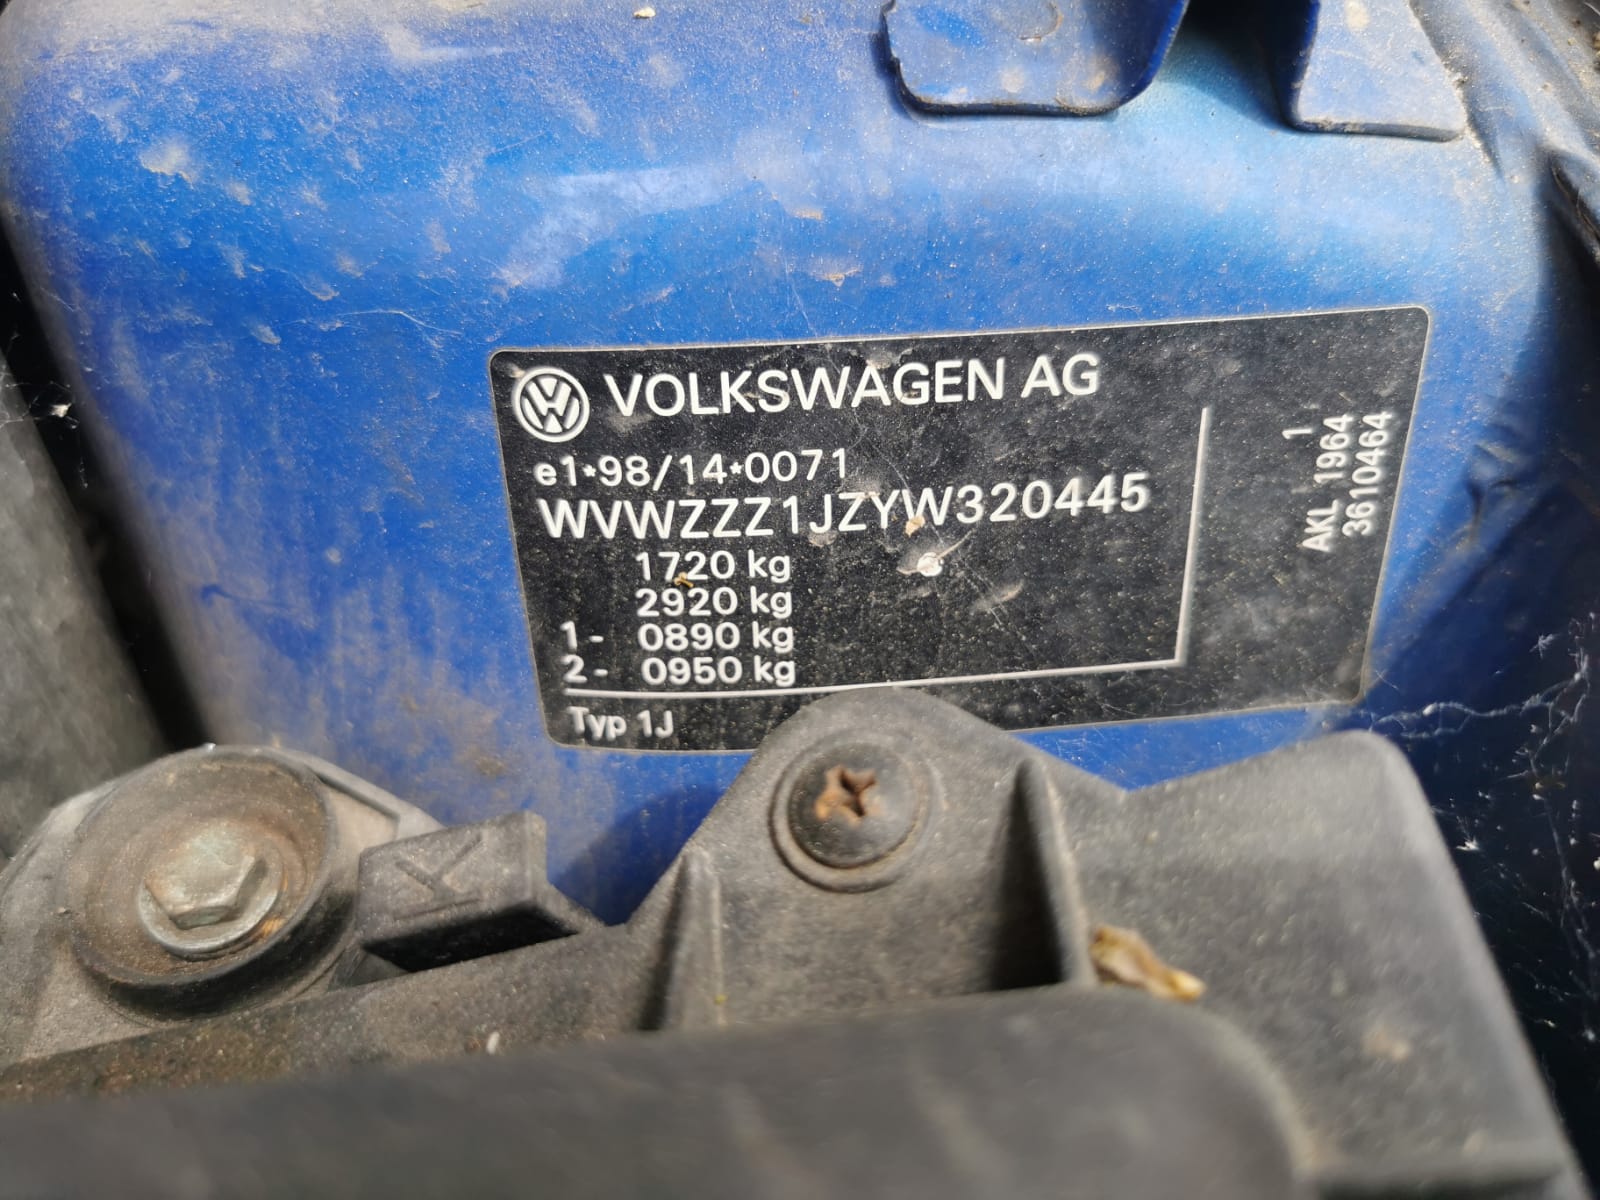 VOLKSWAGEN AG
e1*98/14*0071
WVWZZZ1JZYW320445
1720 kg
2920 kg
1- 0890 kg
2- 0950 kg
Typ 1J
1
AKL 1964
3610464
K